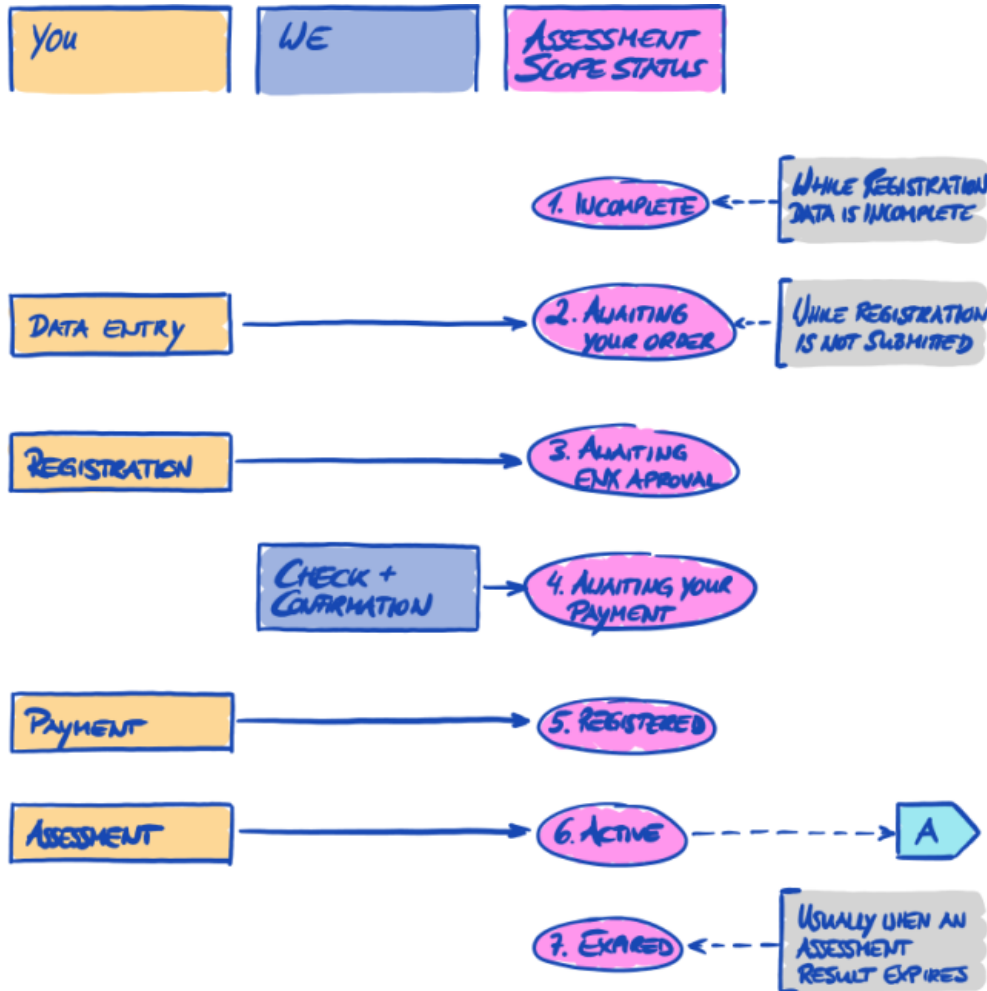 YOU
WE
ASSESSMENT
SCOPE STATUS
1. INCOMPLETE
WHILE REGISTRATION
DATA IS INCOMPLETE
DATA ENTRY
2. AWAITING
YOUR ORDER
WHILE REGISTRATION
IS NOT SUBMITTED
REGISTRATION
3. AWAITING
ENX APROVAL
CHECK +
CONFIRMATION
4. AWAITING YOUR
PAYMENT
PAYMENT
5. REGISTERED
ASSESSMENT
6. ACTIVE
A
7. EXPIRED
USUALLY WHEN AN
ASSESSMENT
RESULT EXPIRES